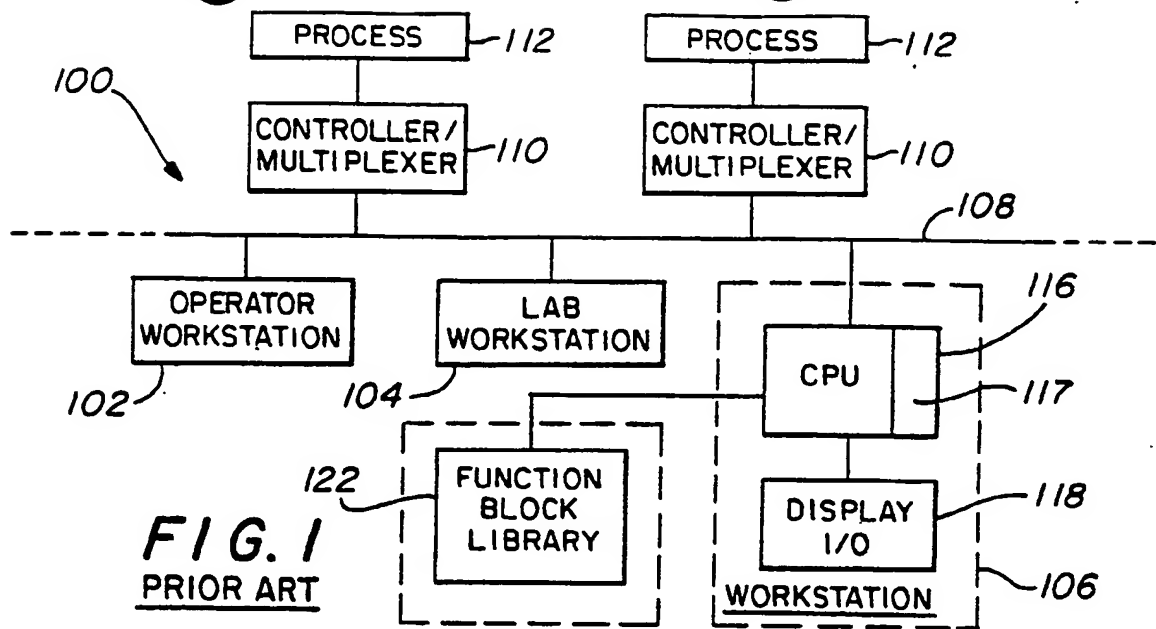 PROCESS
112
PROCESS
112
100
CONTROLLER/
MULTIPLEXER
110
CONTROLLER/
MULTIPLEXER
110
108
OPERATOR
WORKSTATION
102
LAB
WORKSTATION
104
116
CPU
117
122
FUNCTION
BLOCK
LIBRARY
DISPLAY
I/O
118
WORKSTATION
106
FIG. 1
PRIOR ART